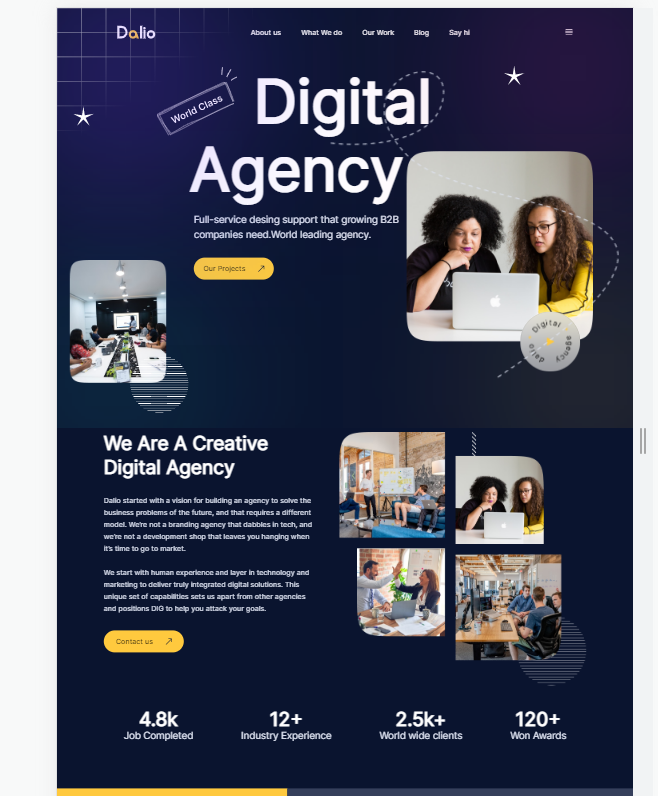 Dalio
About us
What We do
Our Work
Blog
Say hi
World Class
Digital
Agency
Full-service desing support that growing B2B
companies need.World leading agency.
Our Projects
Digital agency dalio
We Are A Creative
Digital Agency
Dalio started with a vision for building an agency to solve the
business problems of the future, and that requires a different
model. We're not a branding agency that dabbles in tech, and
we're not a development shop that leaves you hanging when
it's time to go to market.
We start with human experience and layer in technology and
marketing to deliver truly integrated digital solutions. This
unique set of capabilities sets us apart from other agencies
and positions DIG to help you attack your goals.
Contact us
4.8k
Job Completed
12+
Industry Experience
2.5k+
World wide clients
120+
Won Awards